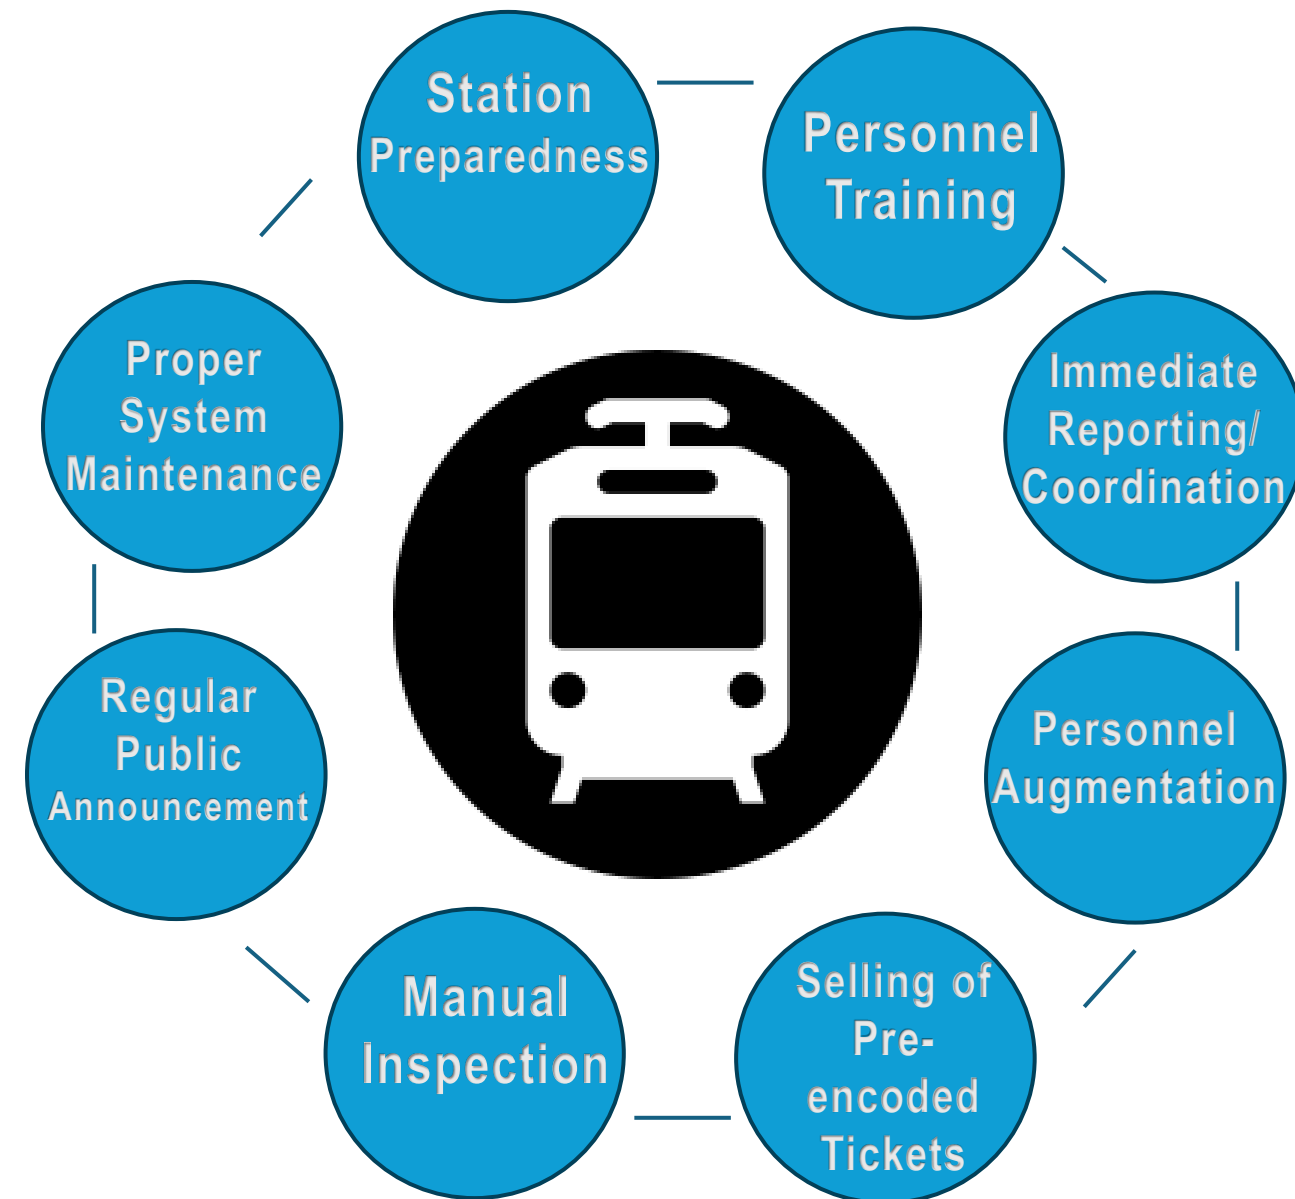 Station
Preparedness
Personnel
Training
Immediate
Reporting/
Coordination
Personnel
Augmentation
Selling of
Pre-
encoded
Tickets
Manual
Inspection
Regular
Public
Announcement
Proper
System
Maintenance